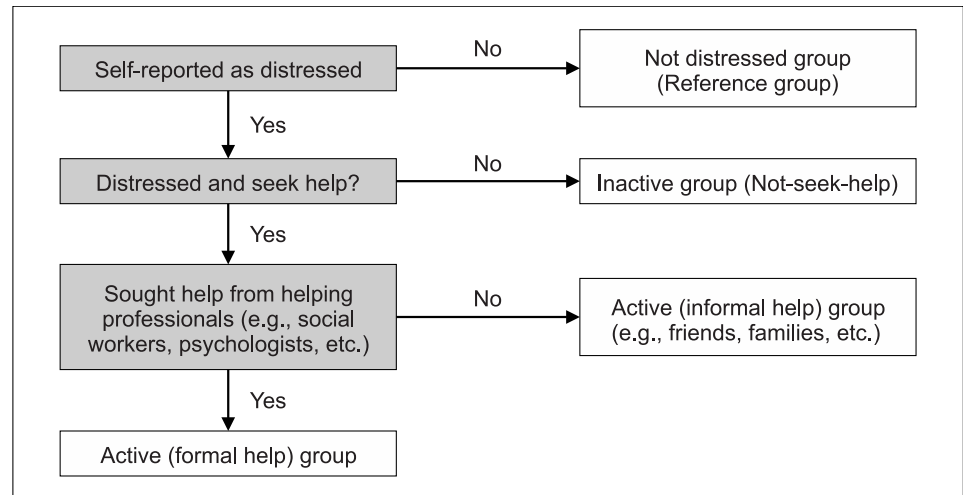 Self-reported as distressed
No
Not distressed group
(Reference group)
Yes
Distressed and seek help?
No
Inactive group (Not-seek-help)
Yes
Sought help from helping
professionals (e.g., social
workers, psychologists, etc.)
No
Active (informal help) group
(e.g., friends, families, etc.)
Yes
Active (formal help) group